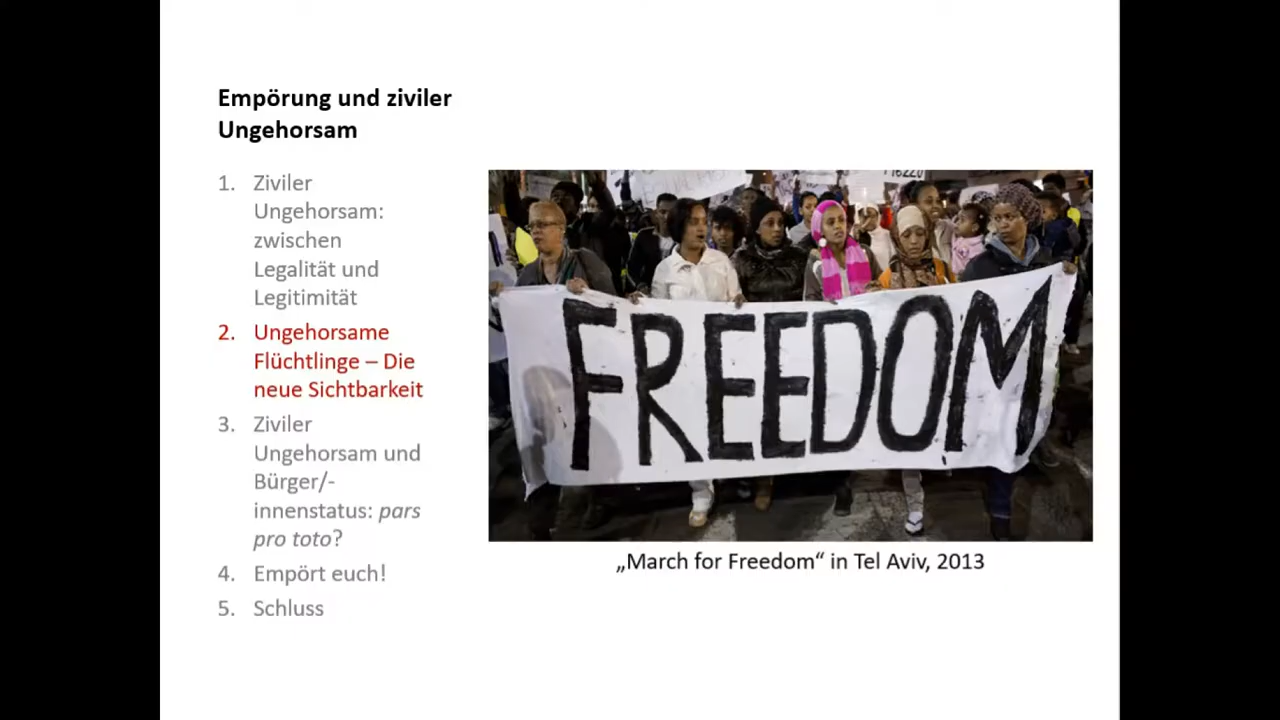 Empörung und ziviler
Ungehorsam
1. Ziviler
Ungehorsam:
zwischen
Legalität und
Legitimität
2. Ungehorsame
Flüchtlinge – Die
neue Sichtbarkeit
3. Ziviler
Ungehorsam und
Bürger/-
innenstatus: pars
pro toto?
4. Empört euch!
5. Schluss
FREEDOM
„March for Freedom“ in Tel Aviv, 2013